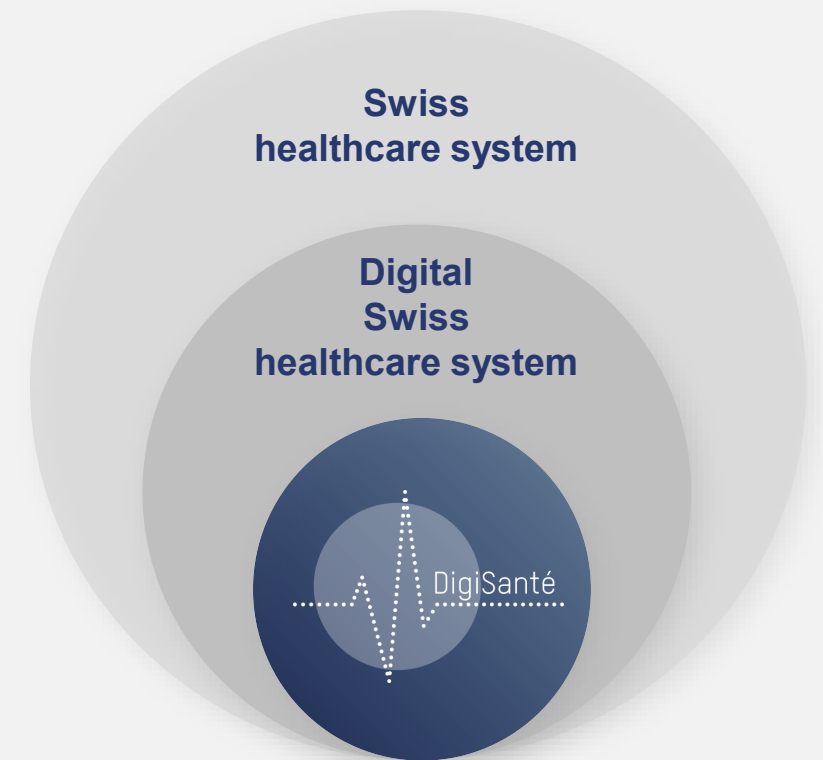 Swiss
healthcare system
Digital
Swiss
healthcare system
DigiSanté